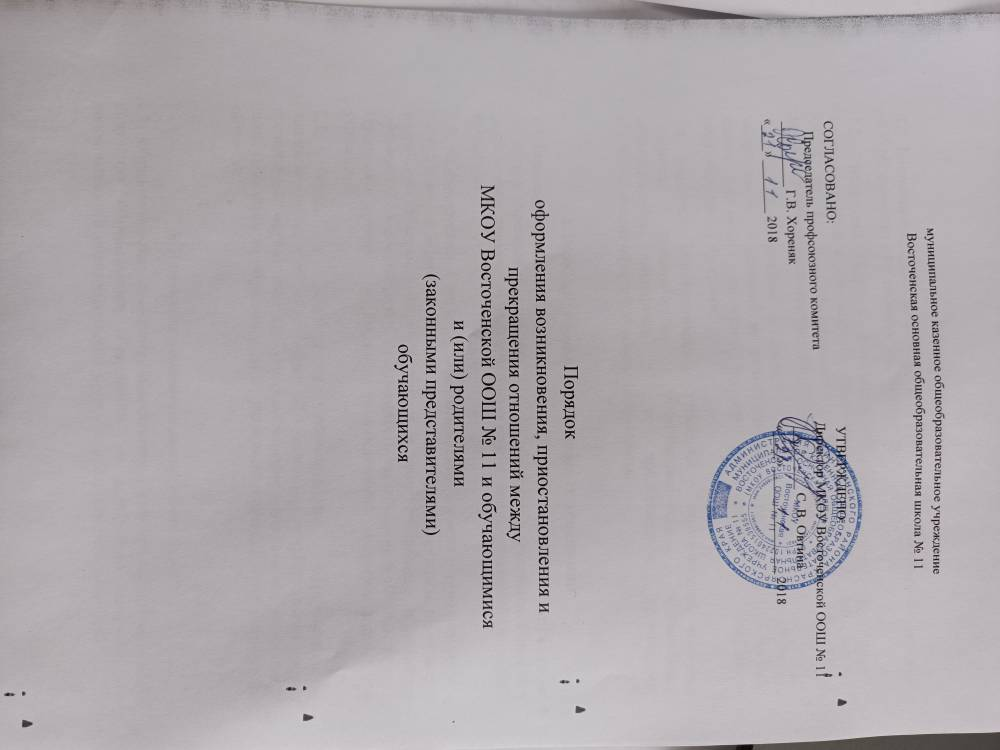 муниципальное казенное общеобразовательное учреждение
Восточенская основная общеобразовательная школа № 11
СОГЛАСОВАНО:
Председатель профсоюзного комитета
Г.В. Хореняк
«21» 11 2018
УТВЕРЖДЕНО:
Директор МКОУ Восточенской ООШ № 11
С.В. Овтина
2018
Порядок
оформления возникновения, приостановления и
прекращения отношений между
МКОУ Восточенской ООШ № 11 и обучающимися
и (или) родителями
(законными представителями)
обучающихся